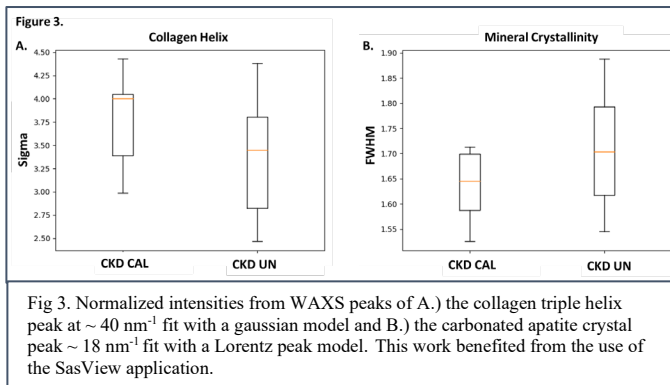 Figure 3.
A.
Collagen Helix
4.50
4.25
4.00
3.75
3.50
3.25
3.00
2.75
2.50
Sigma
CKD CAL
CKD UN
B.
Mineral Crystallinity
1.90
1.85
1.80
1.75
1.70
1.65
1.60
1.55
FWHM
CKD CAL
CKD UN
Fig 3. Normalized intensities from WAXS peaks of A.) the collagen triple helix
peak at ~ 40 nm⁻¹ fit with a gaussian model and B.) the carbonated apatite crystal
peak ~ 18 nm⁻¹ fit with a Lorentz peak model. This work benefited from the use of
the SasView application.